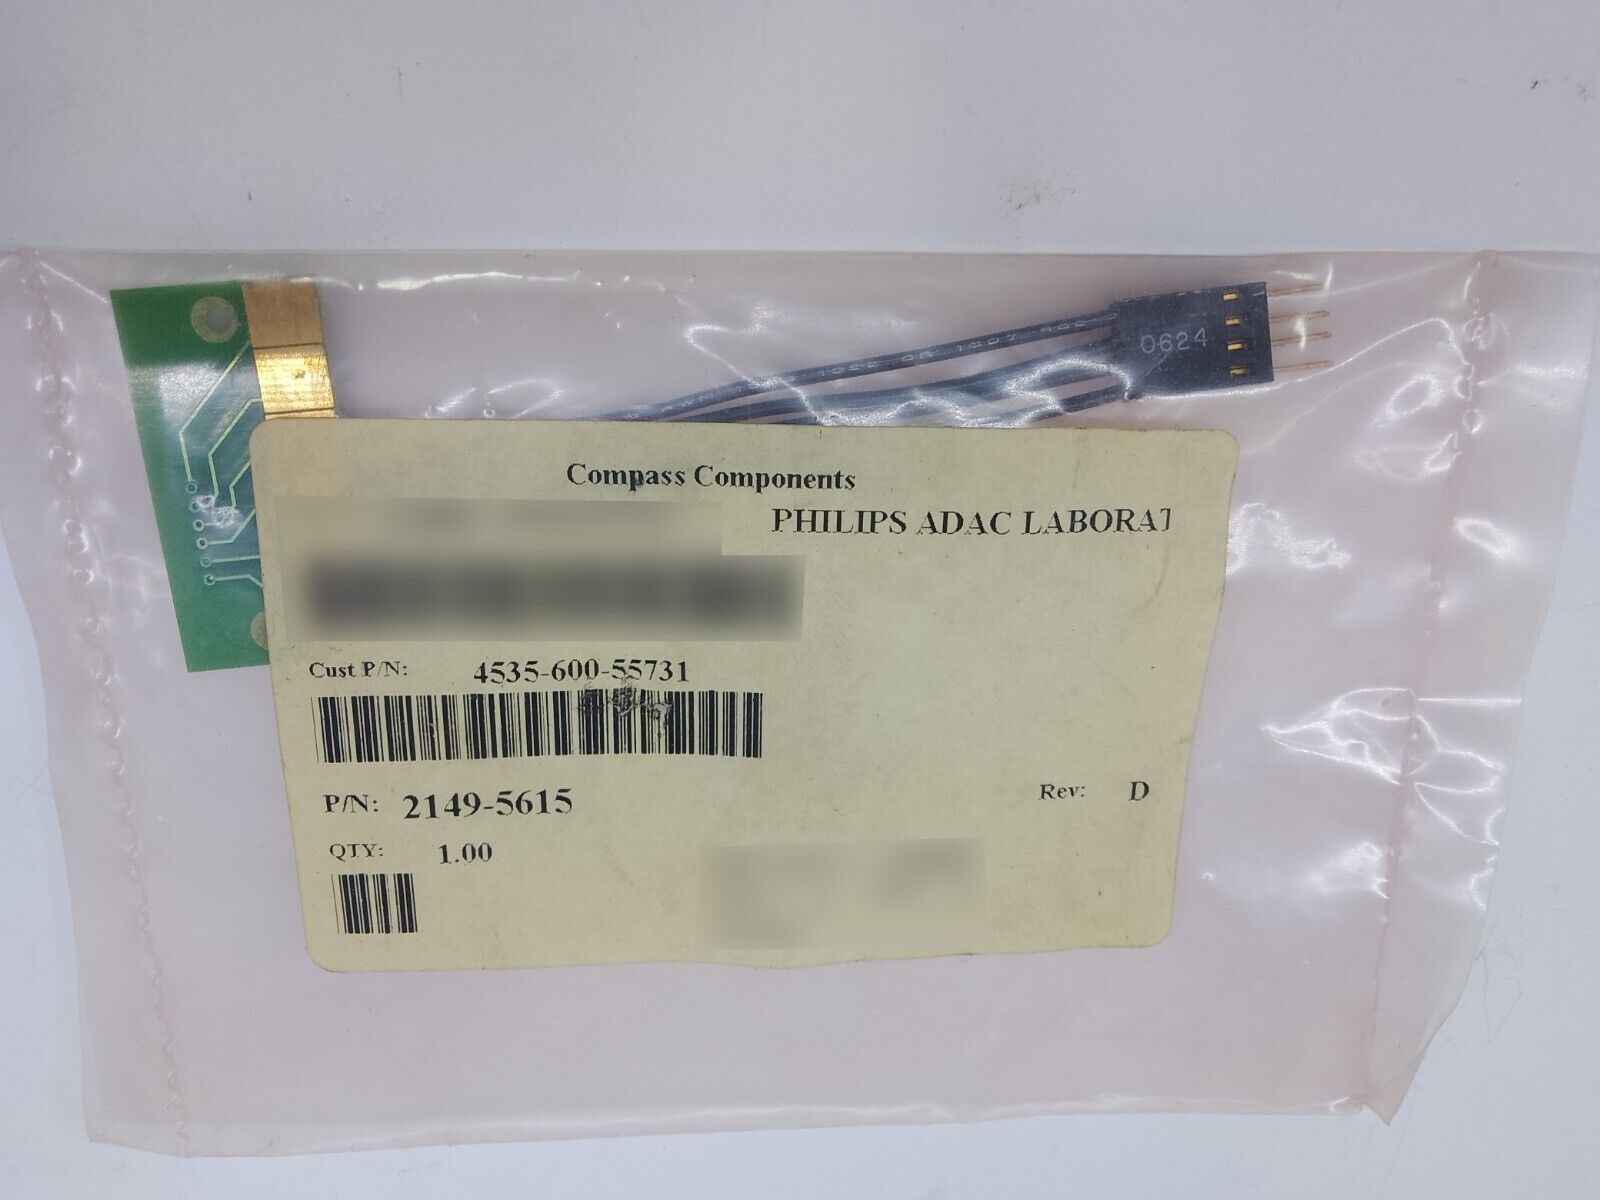 0624
Compass Components
PHILIPS ADAC LABORAT
Cust P/N: 4535-600-55731
P/N: 2149-5615 Rev: D
QTY: 1.00